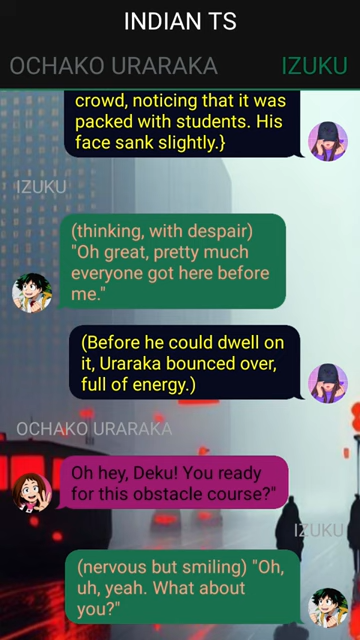 INDIAN TS
OCHAKO URARAKA IZUKU
crowd, noticing that it was
packed with students. His
face sank slightly.}
IZUKU
(thinking, with despair)
"Oh great, pretty much
everyone got here before
me."
(Before he could dwell on
it, Uraraka bounced over,
full of energy.)
OCHAKO URARAKA
Oh hey, Deku! You ready
for this obstacle course?"
IZUKU
(nervous but smiling) "Oh,
uh, yeah. What about
you?"